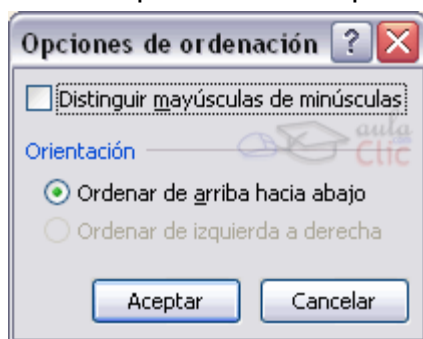 Opciones de ordenación
Distinguir mayúsculas de minúsculas
aula
Clic
Orientación
Ordenar de arriba hacia abajo
Ordenar de izquierda a derecha
Aceptar
Cancelar